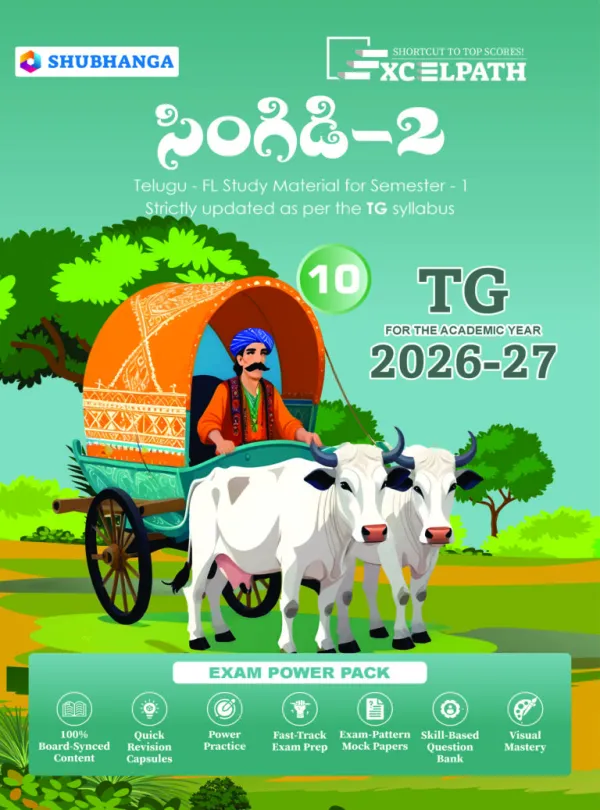 SHUBHANGA
SHORTCUT TO TOP SCORES!
EXCELPATH
సింగిడి-2
Telugu - FL Study Material for Semester - 1
Strictly updated as per the TG syllabus
10
TG
FOR THE ACADEMIC YEAR
2026-27
EXAM POWER PACK
100%
Board-Synced
Content
Quick
Revision
Capsules
Power
Practice
Fast-Track
Exam Prep
Exam-Pattern
Mock Papers
Skill-Based
Question
Bank
Visual
Mastery